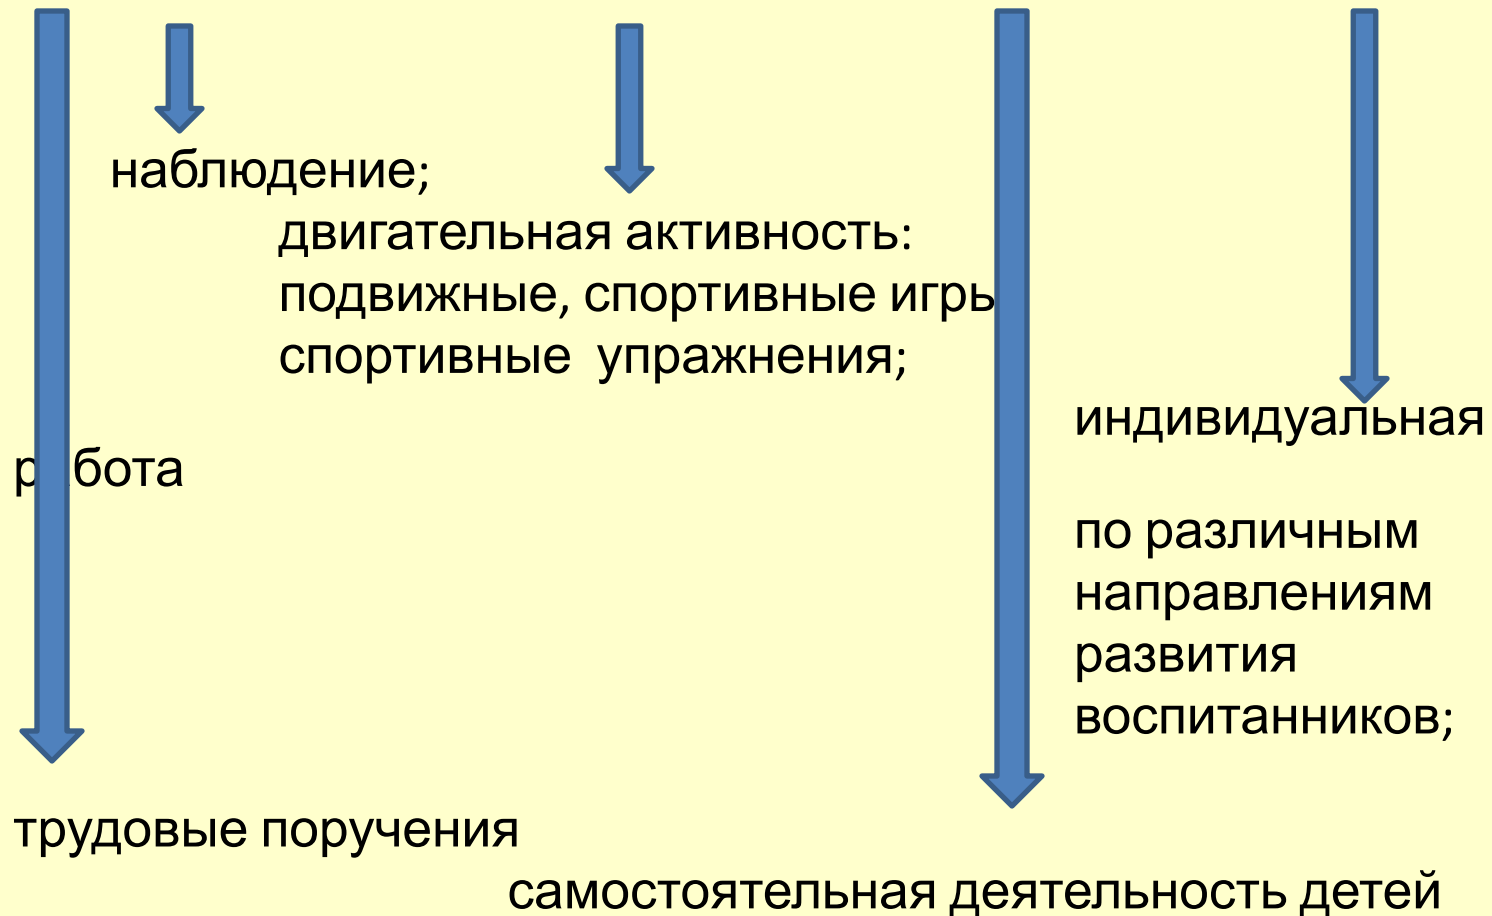 наблюдение;
двигательная активность:
подвижные, спортивные игры
спортивные упражнения;
индивидуальная
работа
по различным
направлениям
развития
воспитанников;
трудовые поручения
самостоятельная деятельность детей